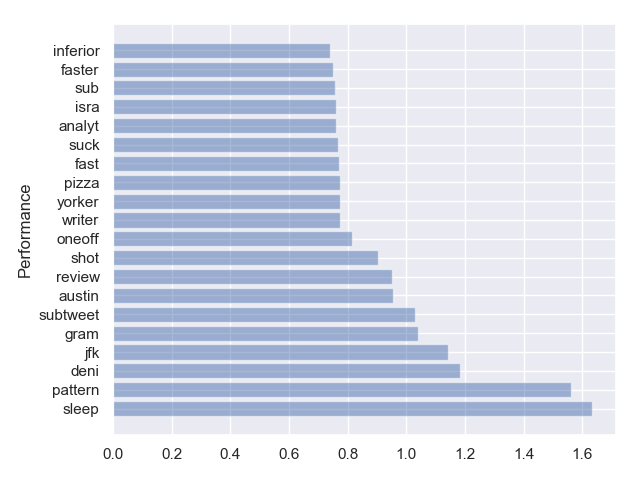 inferior
faster
sub
isra
analyt
suck
fast
pizza
yorker
writer
oneoff
shot
review
austin
subtweet
gram
jfk
deni
pattern
sleep
Performance
0.0 0.2 0.4 0.6 0.8 1.0 1.2 1.4 1.6